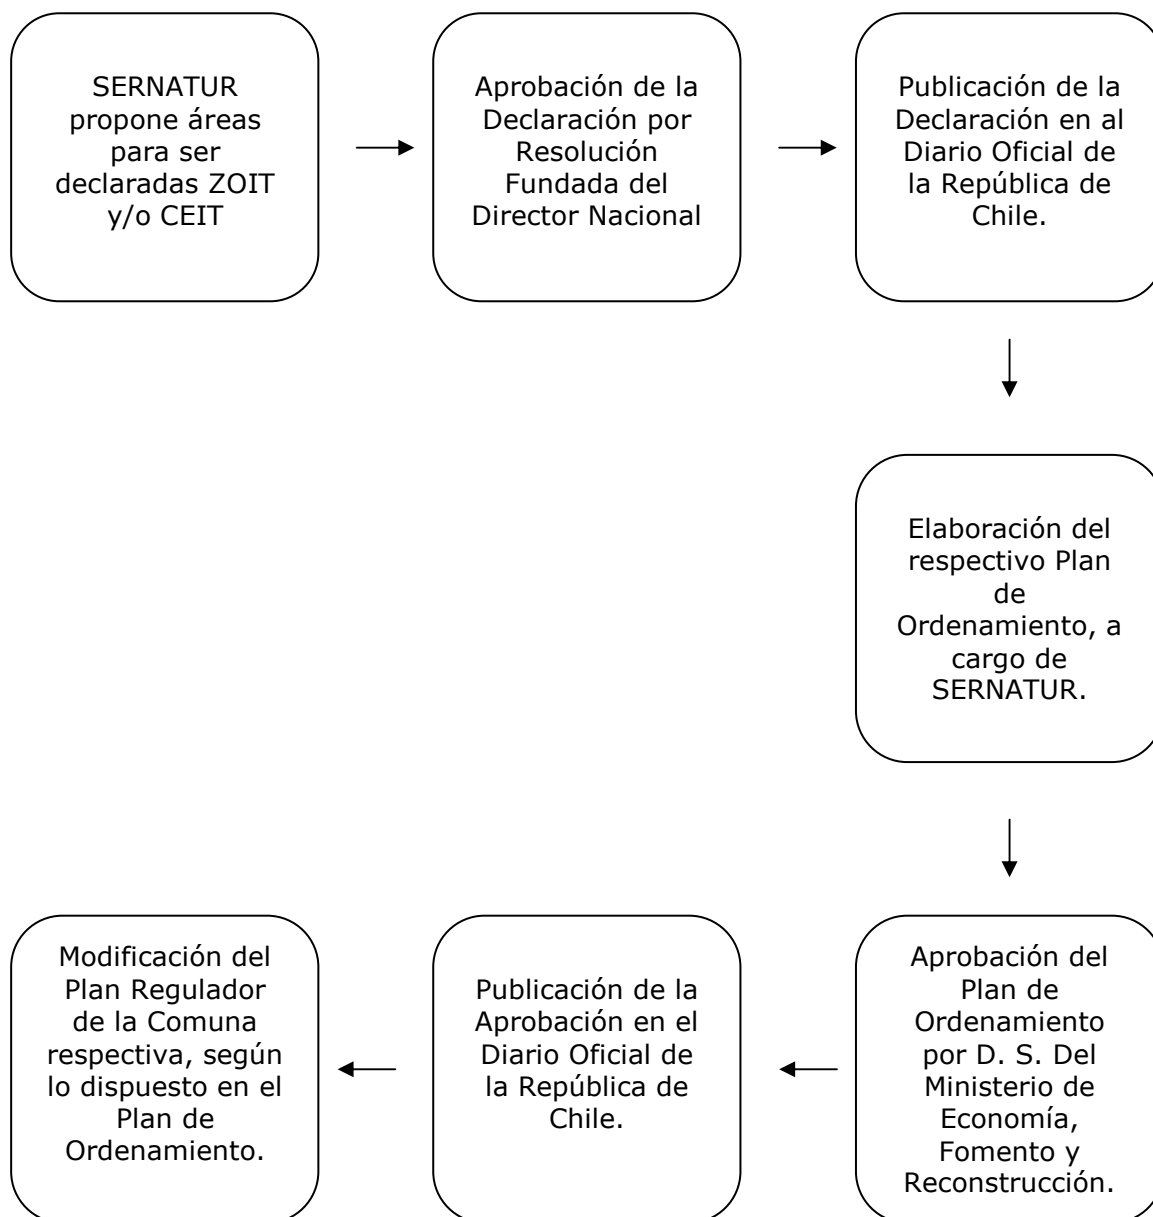 SERNATUR
propone áreas
para ser
declaradas ZOIT
y/o CEIT
Aprobación de la
Declaración por
Resolución
Fundada del
Director Nacional
Publicación de la
Declaración en al
Diario Oficial de
la República de
Chile.
Elaboración del
respectivo Plan
de
Ordenamiento, a
cargo de
SERNATUR.
Aprobación del
Plan de
Ordenamiento
por D. S. Del
Ministerio de
Economía,
Fomento y
Reconstrucción.
Publicación de la
Aprobación en el
Diario Oficial de
la República de
Chile.
Modificación del
Plan Regulador
de la Comuna
respectiva, según
lo dispuesto en el
Plan de
Ordenamiento.